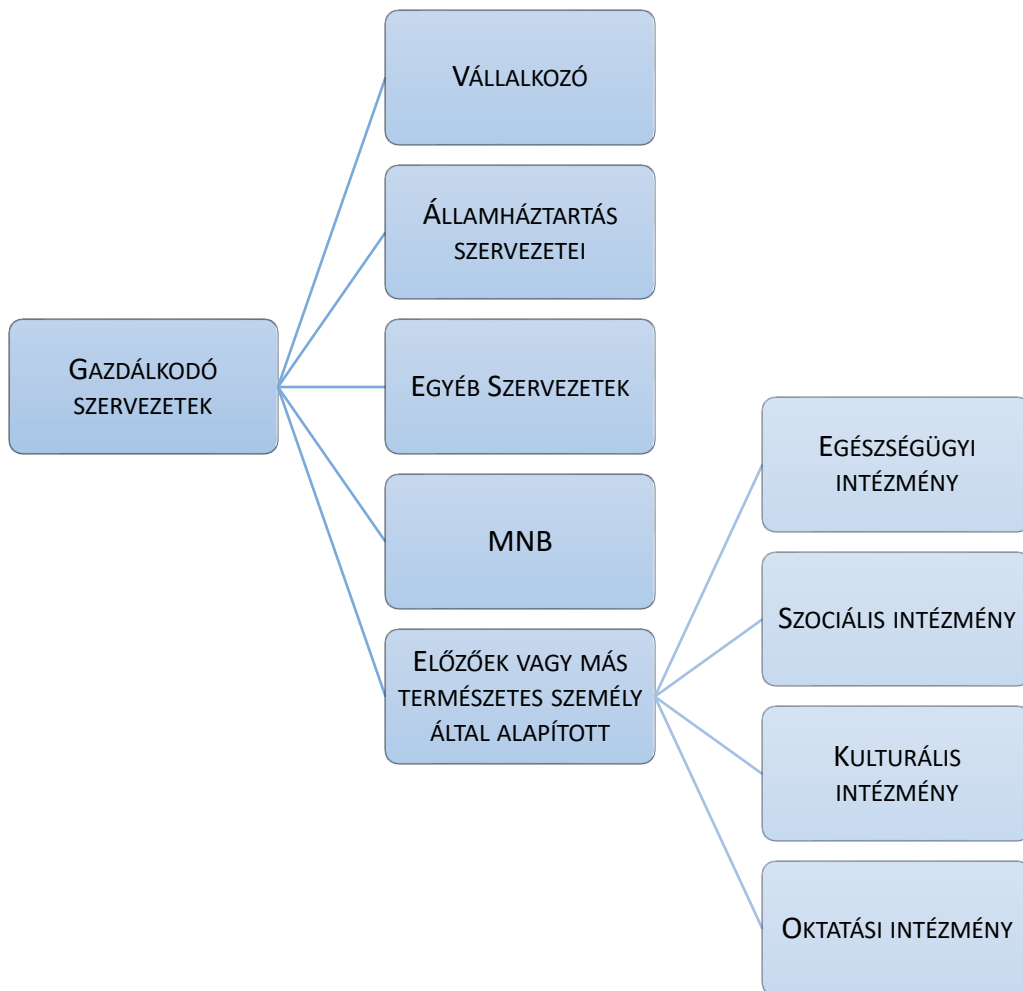 Vállalkozó
Államháztartás
szervezetei
Gazdálkodó
szervezetek
Egyéb Szervezetek
MNB
Előzőek vagy más
természetes személy
által alapított
Egészségügyi
intézmény
Szociális intézmény
Kulturális
intézmény
Oktatási intézmény